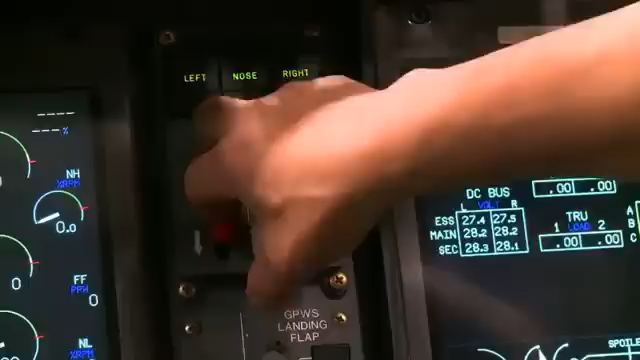 LEFT NOSE RIGHT
---
--- %
NH
%RPM
0.0
0
FF
PPH
0
NL
%RPM
GPWS
LANDING
FLAP
DC BUS
L VOLT R
ESS 27.4 27.5
MAIN 28.2 28.2
SEC 28.3 28.1
.00 .00
TRU
1 LOAD 2
.00 .00
A
B
C
SPOILE